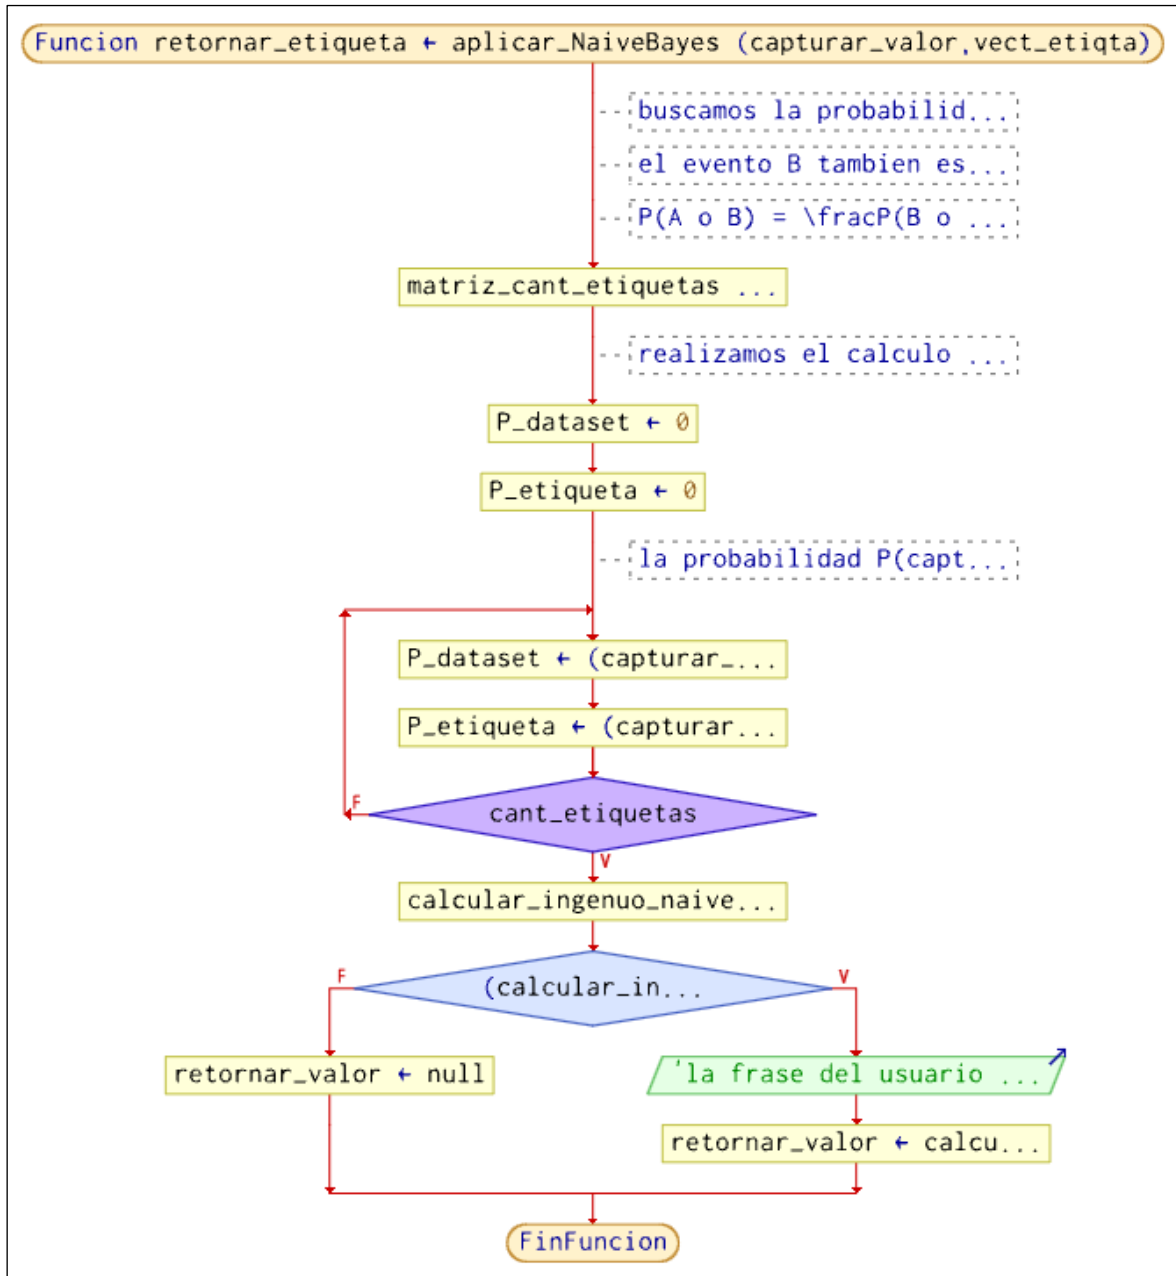 Funcion retornar_etiqueta ← aplicar_NaiveBayes (capturar_valor,vect_etiqta)
buscamos la probabilid...
el evento B tambien es...
P(A o B) = \fracP(B o ...
matriz_cant_etiquetas ...
realizamos el calculo ...
P_dataset ← 0
P_etiqueta ← 0
la probabilidad P(capt...
P_dataset ← (capturar_...
P_etiqueta ← (capturar...
F
cant_etiquetas
V
calcular_ingenuo_naive...
F
(calcular_in...
V
retornar_valor ← null
'la frase del usuario ...
retornar_valor ← calcu...
FinFuncion